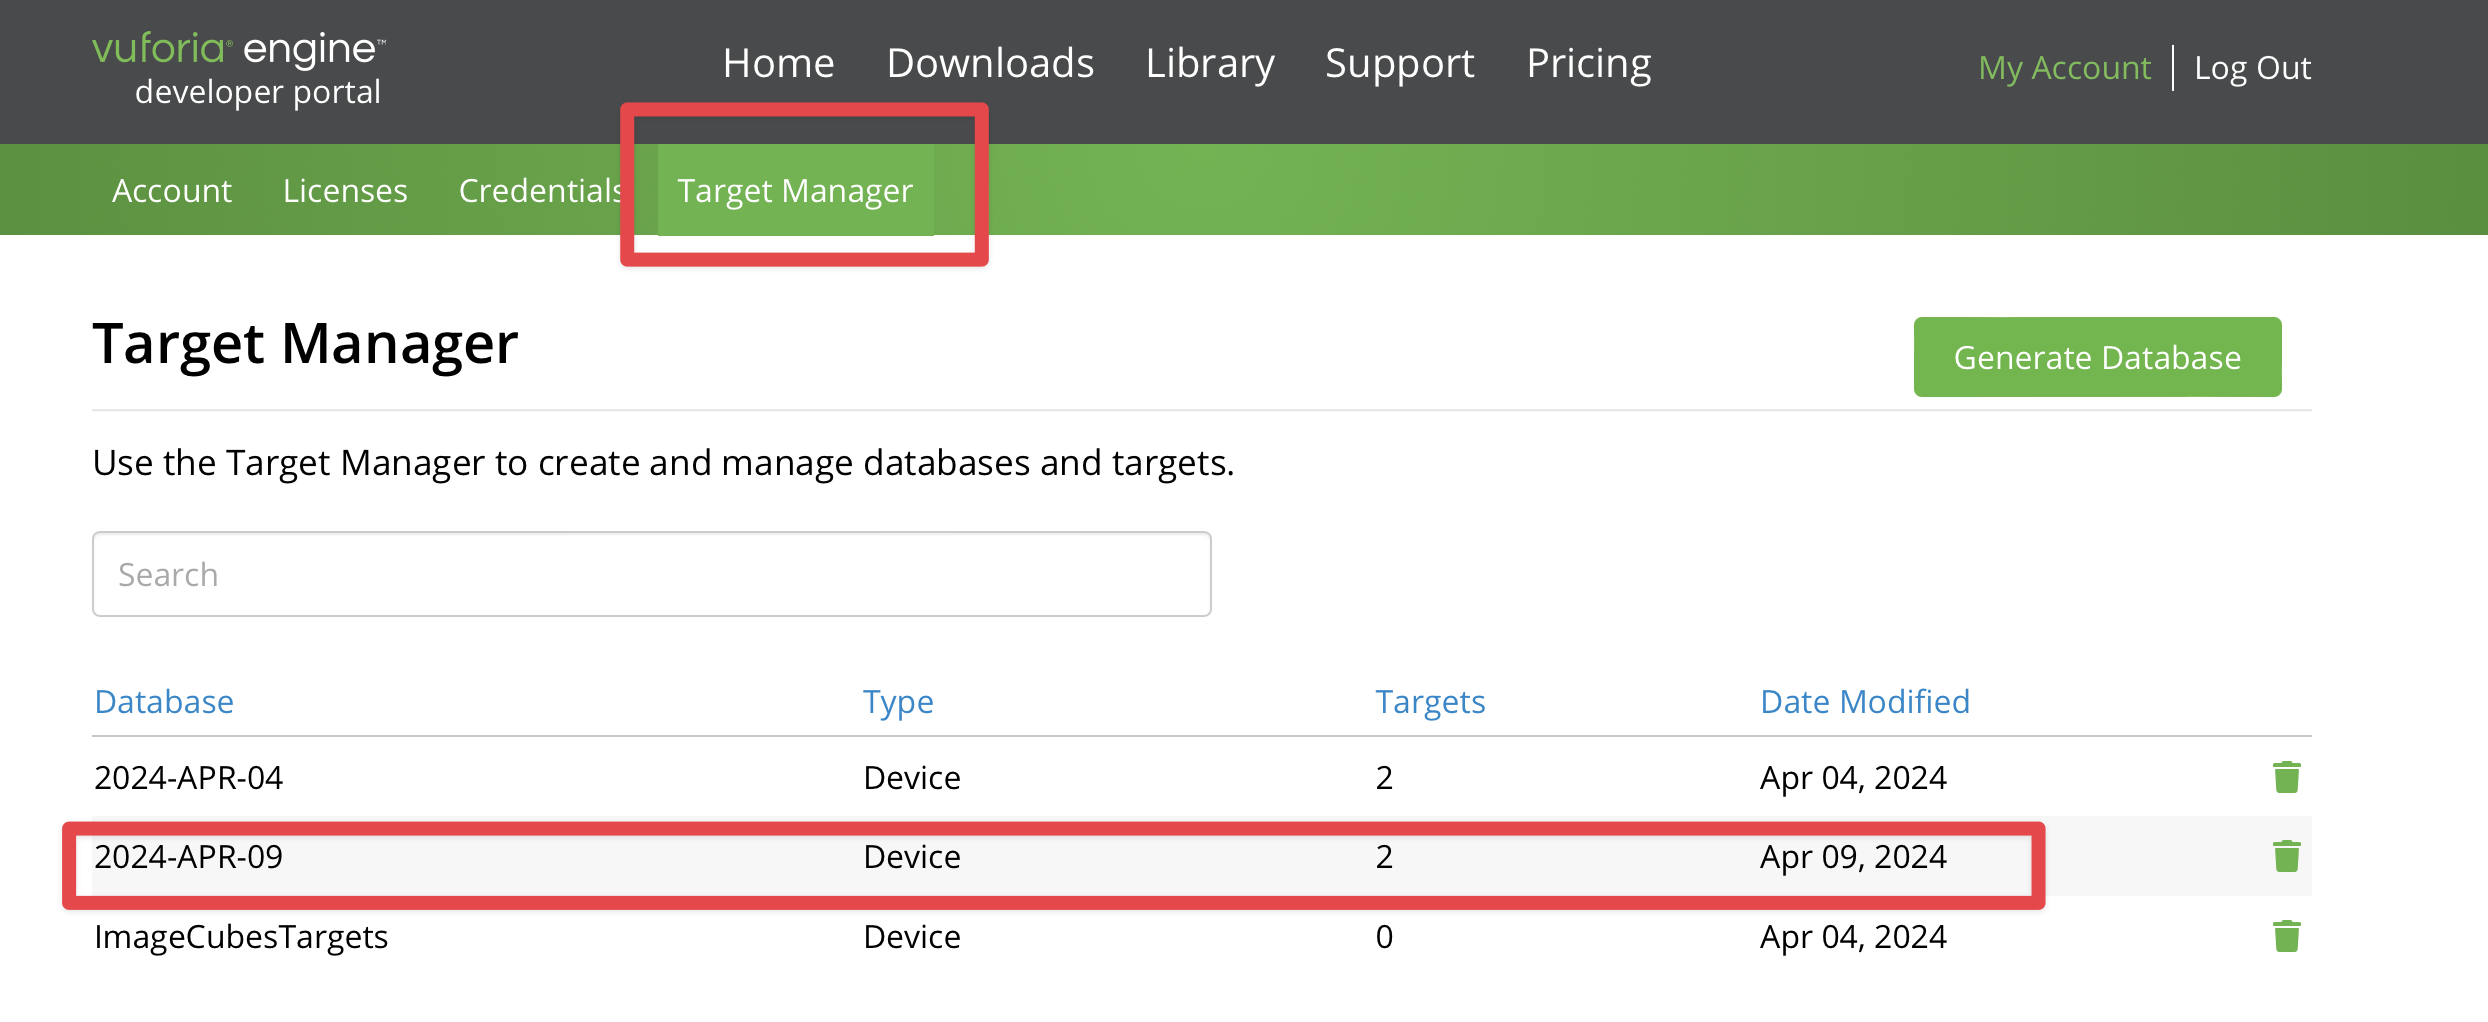 vuforia® engine™
developer portal
Home Downloads Library Support Pricing
My Account Log Out
Account Licenses Credentials Target Manager
Target Manager
Generate Database
Use the Target Manager to create and manage databases and targets.
Search
Database Type Targets Date Modified
2024-APR-04 Device 2 Apr 04, 2024
2024-APR-09 Device 2 Apr 09, 2024
ImageCubesTargets Device 0 Apr 04, 2024